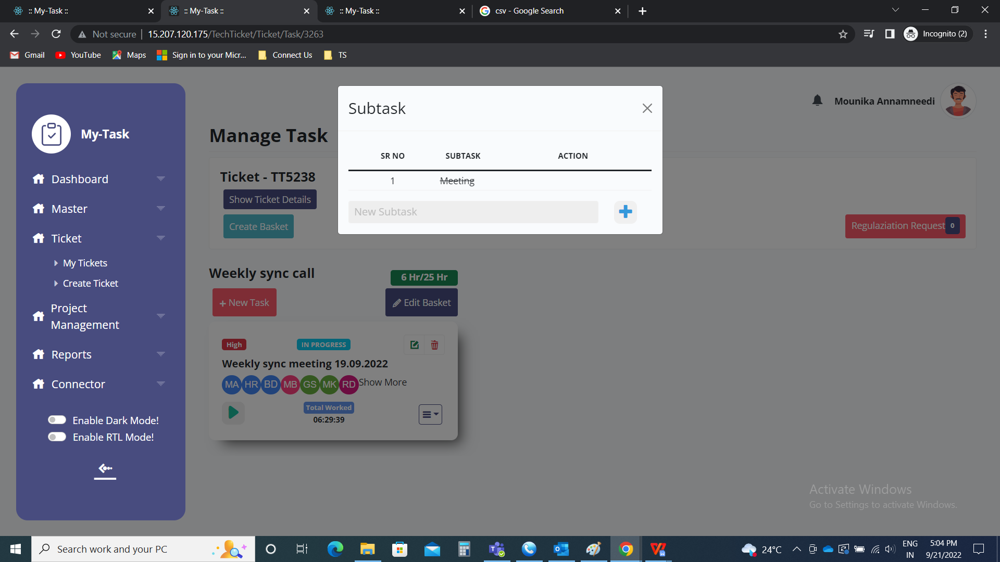 :: My-Task ::
:: My-Task ::
:: My-Task ::
csv - Google Search
Not secure
15.207.120.175/TechTicket/Ticket/Task/3263
Incognito (2)
Gmail
YouTube
Maps
Sign in to your Micr...
Connect Us
TS
My-Task
Dashboard
Master
Ticket
My Tickets
Create Ticket
Project
Management
Reports
Connector
Enable Dark Mode!
Enable RTL Mode!
Mounika Annamneedi
Manage Task
Ticket - TT5238
Show Ticket Details
Create Basket
Regulaziation Request 0
Subtask
SR NO SUBTASK ACTION
1 Meeting
New Subtask
Weekly sync call
6 Hr/25 Hr
New Task
Edit Basket
High
IN PROGRESS
Weekly sync meeting 19.09.2022
MA HR BD MB GS MK RD Show More
Total Worked
06:29:39
Activate Windows
Go to Settings to activate Windows.
Search work and your PC
24°C
ENG
IN
5:04 PM
9/21/2022